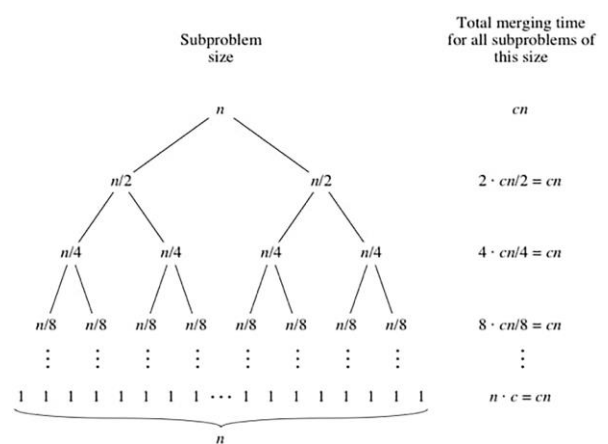 Subproblem
size
Total merging time
for all subproblems of
this size
n
cn
n/2 n/2
2 · cn/2 = cn
n/4 n/4 n/4 n/4
4 · cn/4 = cn
n/8 n/8 n/8 n/8 n/8 n/8 n/8 n/8
8 · cn/8 = cn
1 1 1 1 1 1 1 1 ··· 1 1 1 1 1 1 1 1
n · c = cn
n